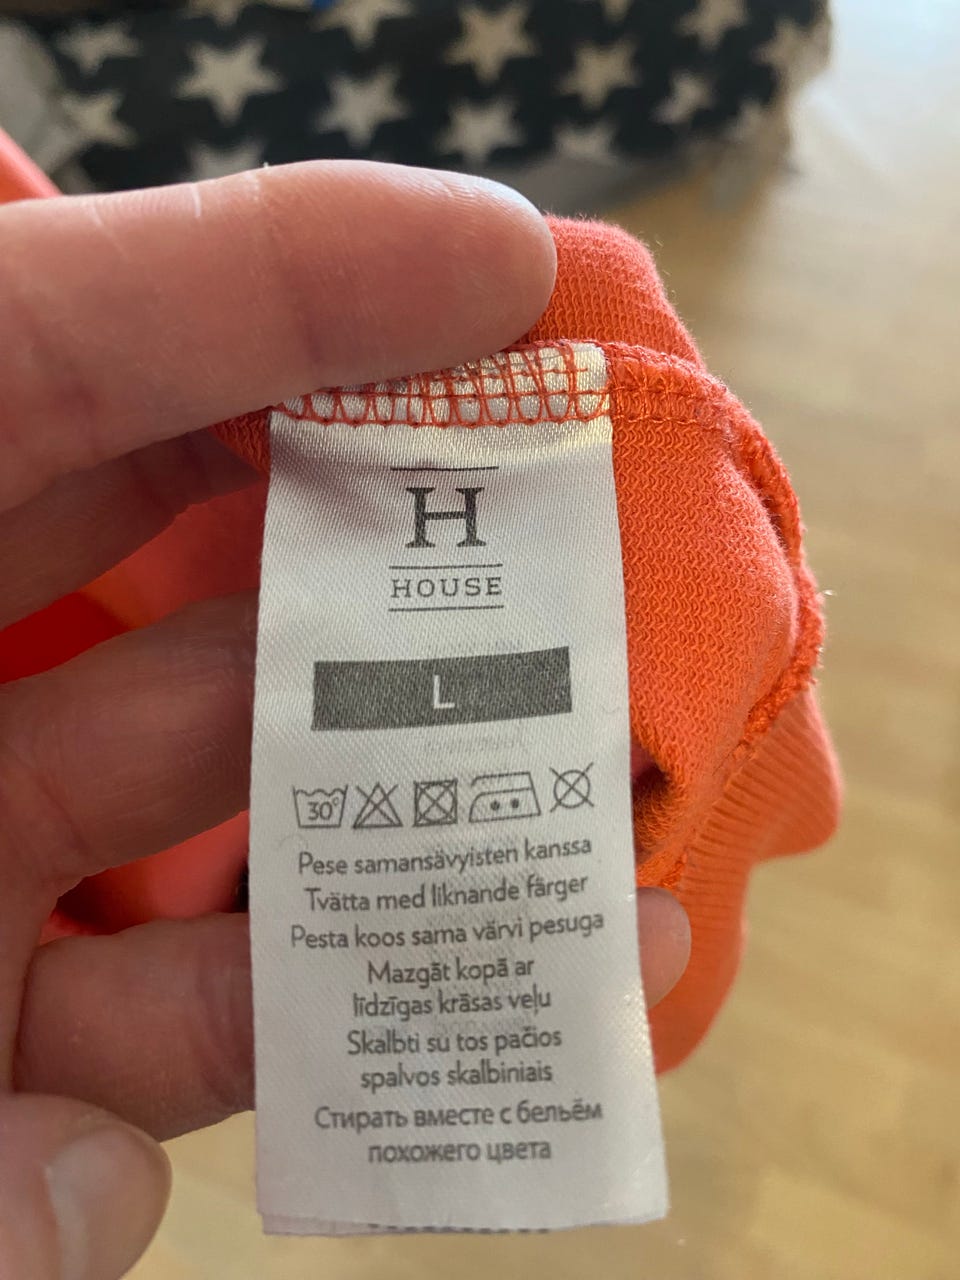 H
HOUSE
L
30°
Pese samansävyisten kanssa
Tvätta med liknande färger
Pesta koos sama värvi pesuga
Mazgāt kopā ar
līdzīgas krāsas veļu
Skalbti su tos pačios
spalvos skalbiniais
Стирать вместе с бельём
похожего цвета